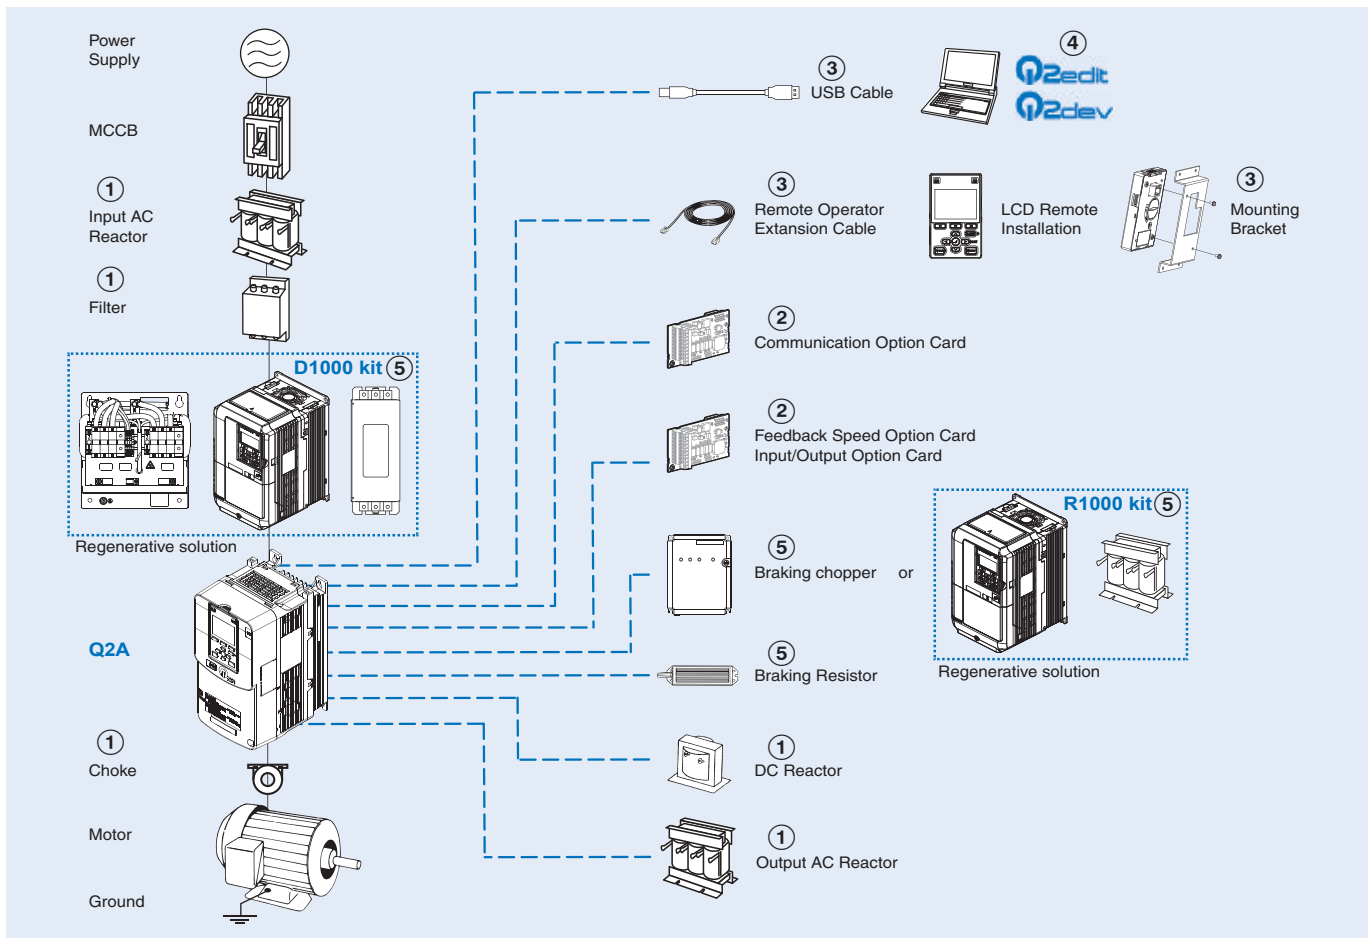 Power
Supply
MCCB
1
Input AC
Reactor
1
Filter
D1000 kit 5
Regenerative solution
Q2A
1
Choke
Motor
Ground
3
USB Cable
4
Q2edit
Q2dev
3
Remote Operator
Extansion Cable
LCD Remote
Installation
3
Mounting
Bracket
2
Communication Option Card
2
Feedback Speed Option Card
Input/Output Option Card
5
Braking chopper or
R1000 kit 5
Regenerative solution
5
Braking Resistor
1
DC Reactor
1
Output AC Reactor